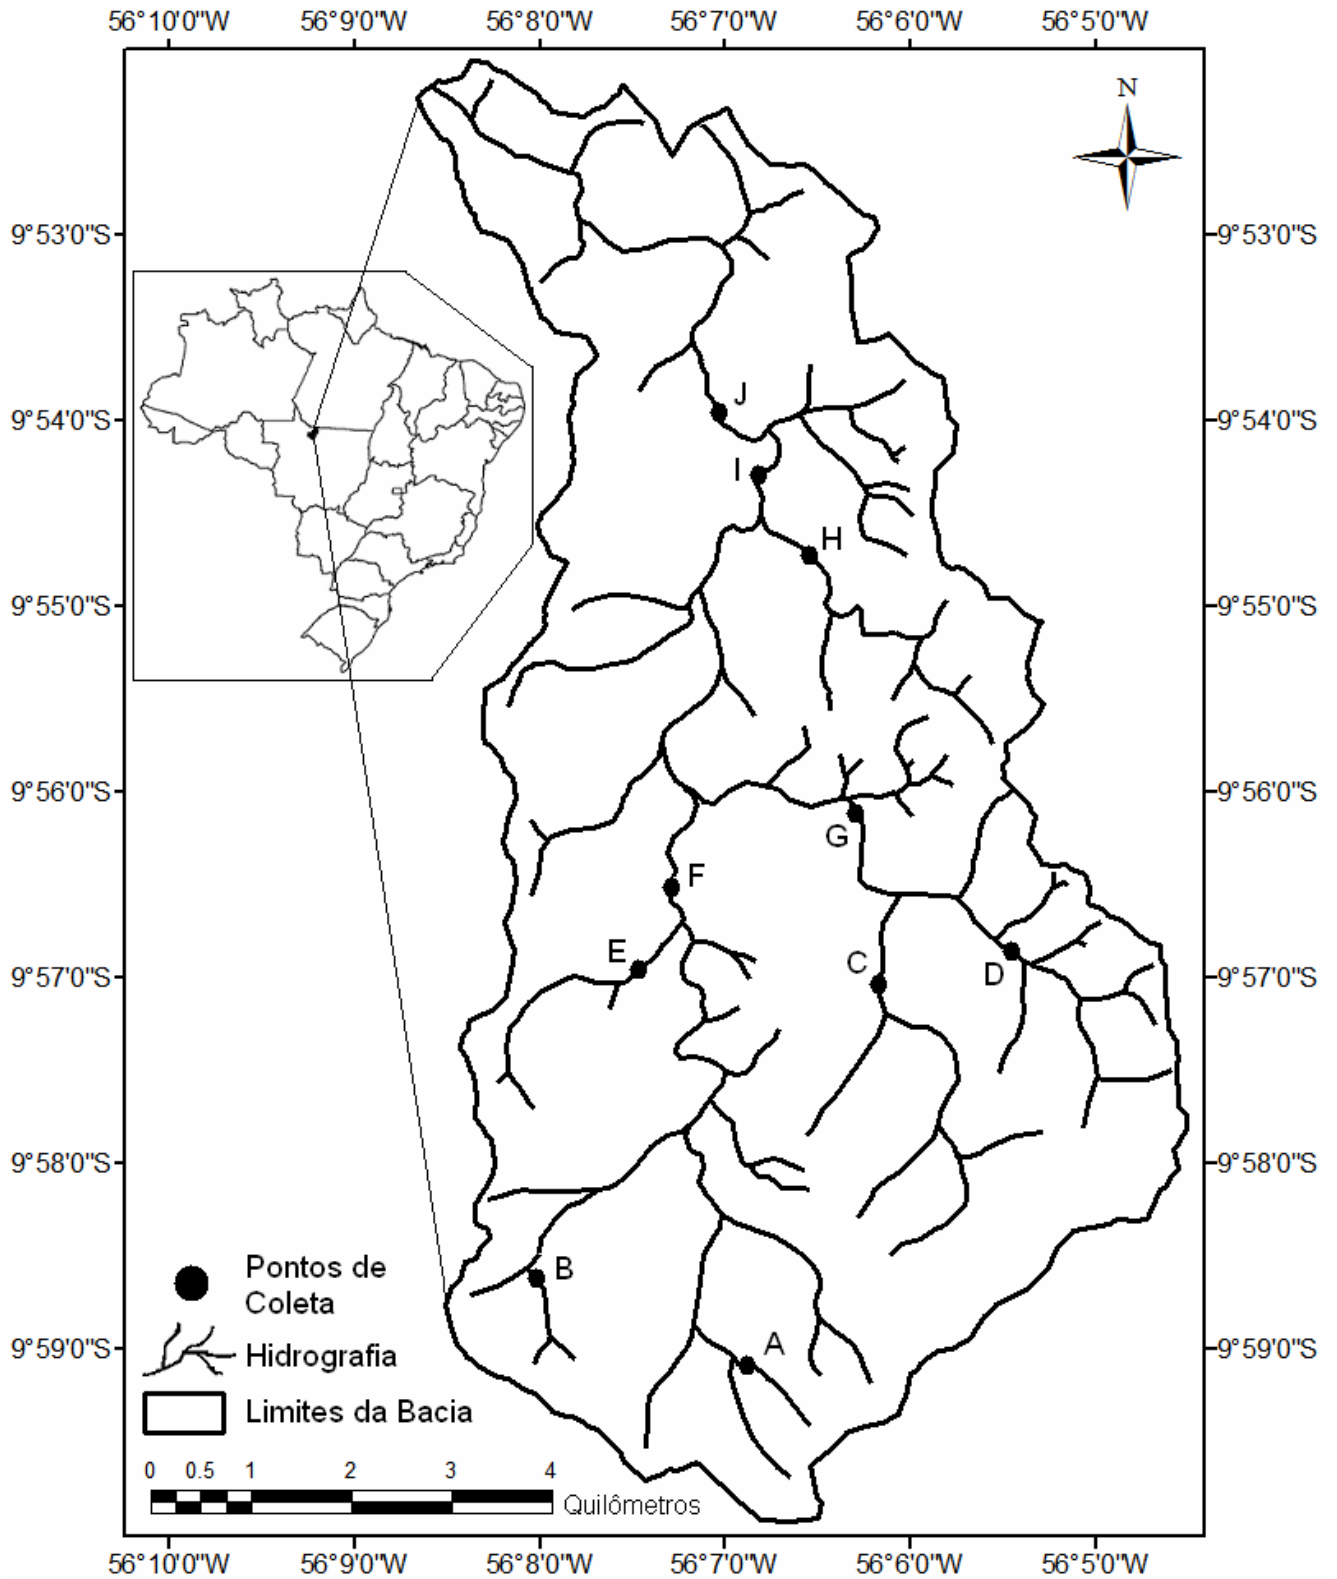 56°10'0"W 56°9'0"W 56°8'0"W 56°7'0"W 56°6'0"W 56°5'0"W
N
9°53'0"S 9°53'0"S
J
9°54'0"S 9°54'0"S
I
H
9°55'0"S 9°55'0"S
9°56'0"S 9°56'0"S
G
F
E C D
9°57'0"S 9°57'0"S
9°58'0"S 9°58'0"S
B
Pontos de
Coleta
A
9°59'0"S 9°59'0"S
Hidrografia
Limites da Bacia
0 0.5 1 2 3 4
Quilômetros
56°10'0"W 56°9'0"W 56°8'0"W 56°7'0"W 56°6'0"W 56°5'0"W